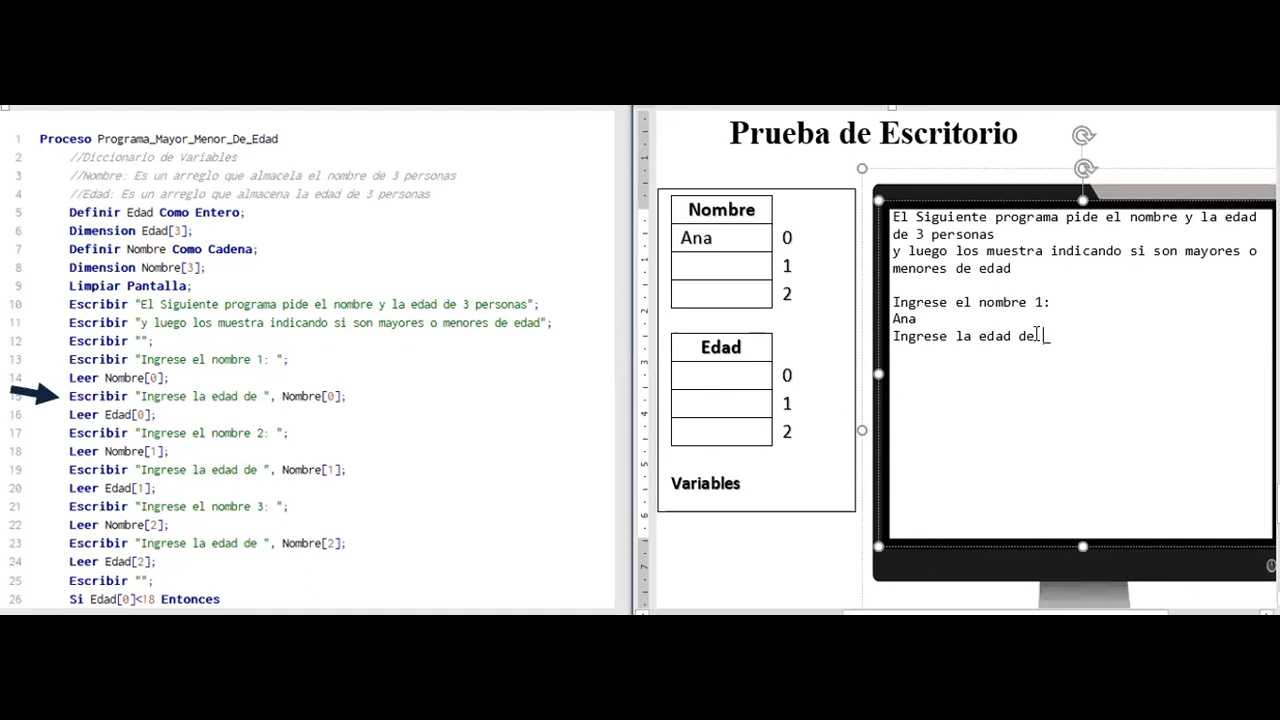 1 Proceso Programa_Mayor_Menor_De_Edad
2 //Diccionario de Variables
3 //Nombre: Es un arreglo que almacela el nombre de 3 personas
4 //Edad: Es un arreglo que almacena la edad de 3 personas
5 Definir Edad Como Entero;
6 Dimension Edad[3];
7 Definir Nombre Como Cadena;
8 Dimension Nombre[3];
9 Limpiar Pantalla;
10 Escribir "El Siguiente programa pide el nombre y la edad de 3 personas";
11 Escribir "y luego los muestra indicando si son mayores o menores de edad";
12 Escribir "";
13 Escribir "Ingrese el nombre 1: ";
14 Leer Nombre[0];
15 Escribir "Ingrese la edad de ", Nombre[0];
16 Leer Edad[0];
17 Escribir "Ingrese el nombre 2: ";
18 Leer Nombre[1];
19 Escribir "Ingrese la edad de ", Nombre[1];
20 Leer Edad[1];
21 Escribir "Ingrese el nombre 3: ";
22 Leer Nombre[2];
23 Escribir "Ingrese la edad de ", Nombre[2];
24 Leer Edad[2];
25 Escribir "";
26 Si Edad[0]<18 Entonces
Prueba de Escritorio
Nombre
Ana 0
1
2
Edad
0
1
2
Variables
El Siguiente programa pide el nombre y la edad
de 3 personas
y luego los muestra indicando si son mayores o
menores de edad
Ingrese el nombre 1:
Ana
Ingrese la edad de _
1
1
2
3
4
5
6
7